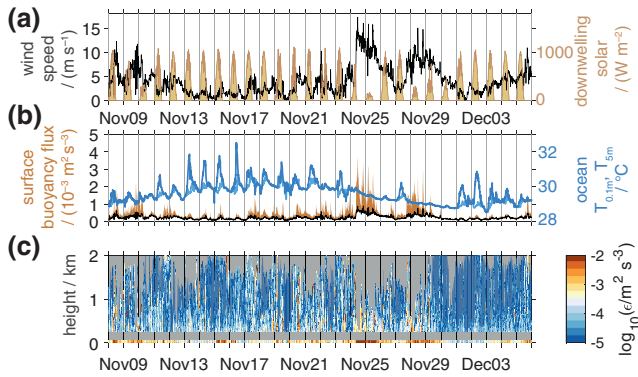 (a)
wind
speed
/ (m s⁻¹)
15
10
5
0
1000
0
downwelling
solar
/ (W m⁻²)
Nov09 Nov13 Nov17 Nov21 Nov25 Nov29 Dec03
(b)
surface
buoyancy flux
/ (10⁻³ m² s⁻³)
5
4
3
2
1
0
32
30
28
ocean
T0.1m, T5m
/ °C
Nov09 Nov13 Nov17 Nov21 Nov25 Nov29 Dec03
(c)
height / km
2
1
0
-2
-3
-4
-5
log10(ϵ/m² s⁻³)
Nov09 Nov13 Nov17 Nov21 Nov25 Nov29 Dec03